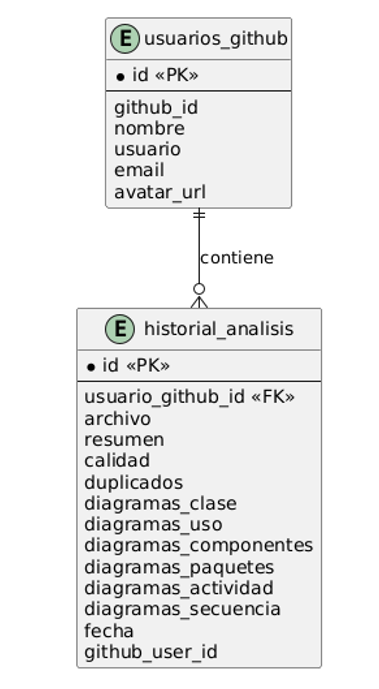 E usuarios_github
• id «PK»
github_id
nombre
usuario
email
avatar_url
contiene
E historial_analisis
• id «PK»
usuario_github_id «FK»
archivo
resumen
calidad
duplicados
diagramas_clase
diagramas_uso
diagramas_componentes
diagramas_paquetes
diagramas_actividad
diagramas_secuencia
fecha
github_user_id